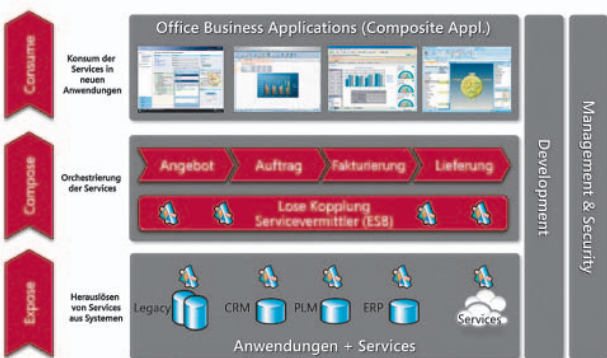 Office Business Applications (Composite Appl.)
Consume
Konsum der
Services in
neuen
Anwendungen
Compose
Orchestrierung
der Services
Angebot
Auftrag
Fakturierung
Lieferung
Lose Kopplung
Servicevermittler (ESB)
Expose
Herauslösen
von Services
aus Systemen
Legacy
CRM
PLM
ERP
Services
Anwendungen + Services
Development
Management & Security